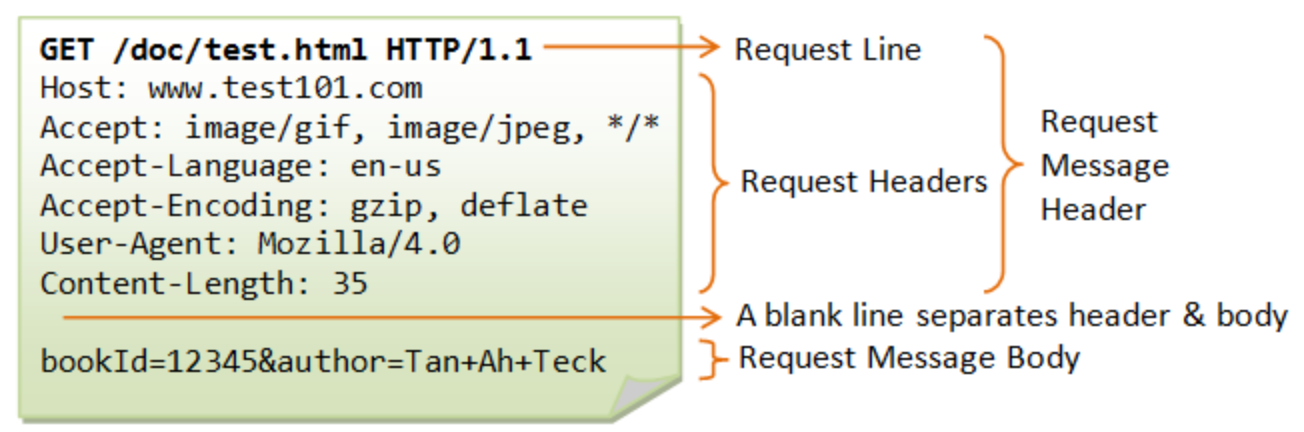 GET /doc/test.html HTTP/1.1
Request Line
Host: www.test101.com
Accept: image/gif, image/jpeg, */*
Accept-Language: en-us
Accept-Encoding: gzip, deflate
User-Agent: Mozilla/4.0
Content-Length: 35
Request Headers
Request
Message
Header
A blank line separates header & body
bookId=12345&author=Tan+Ah+Teck
Request Message Body